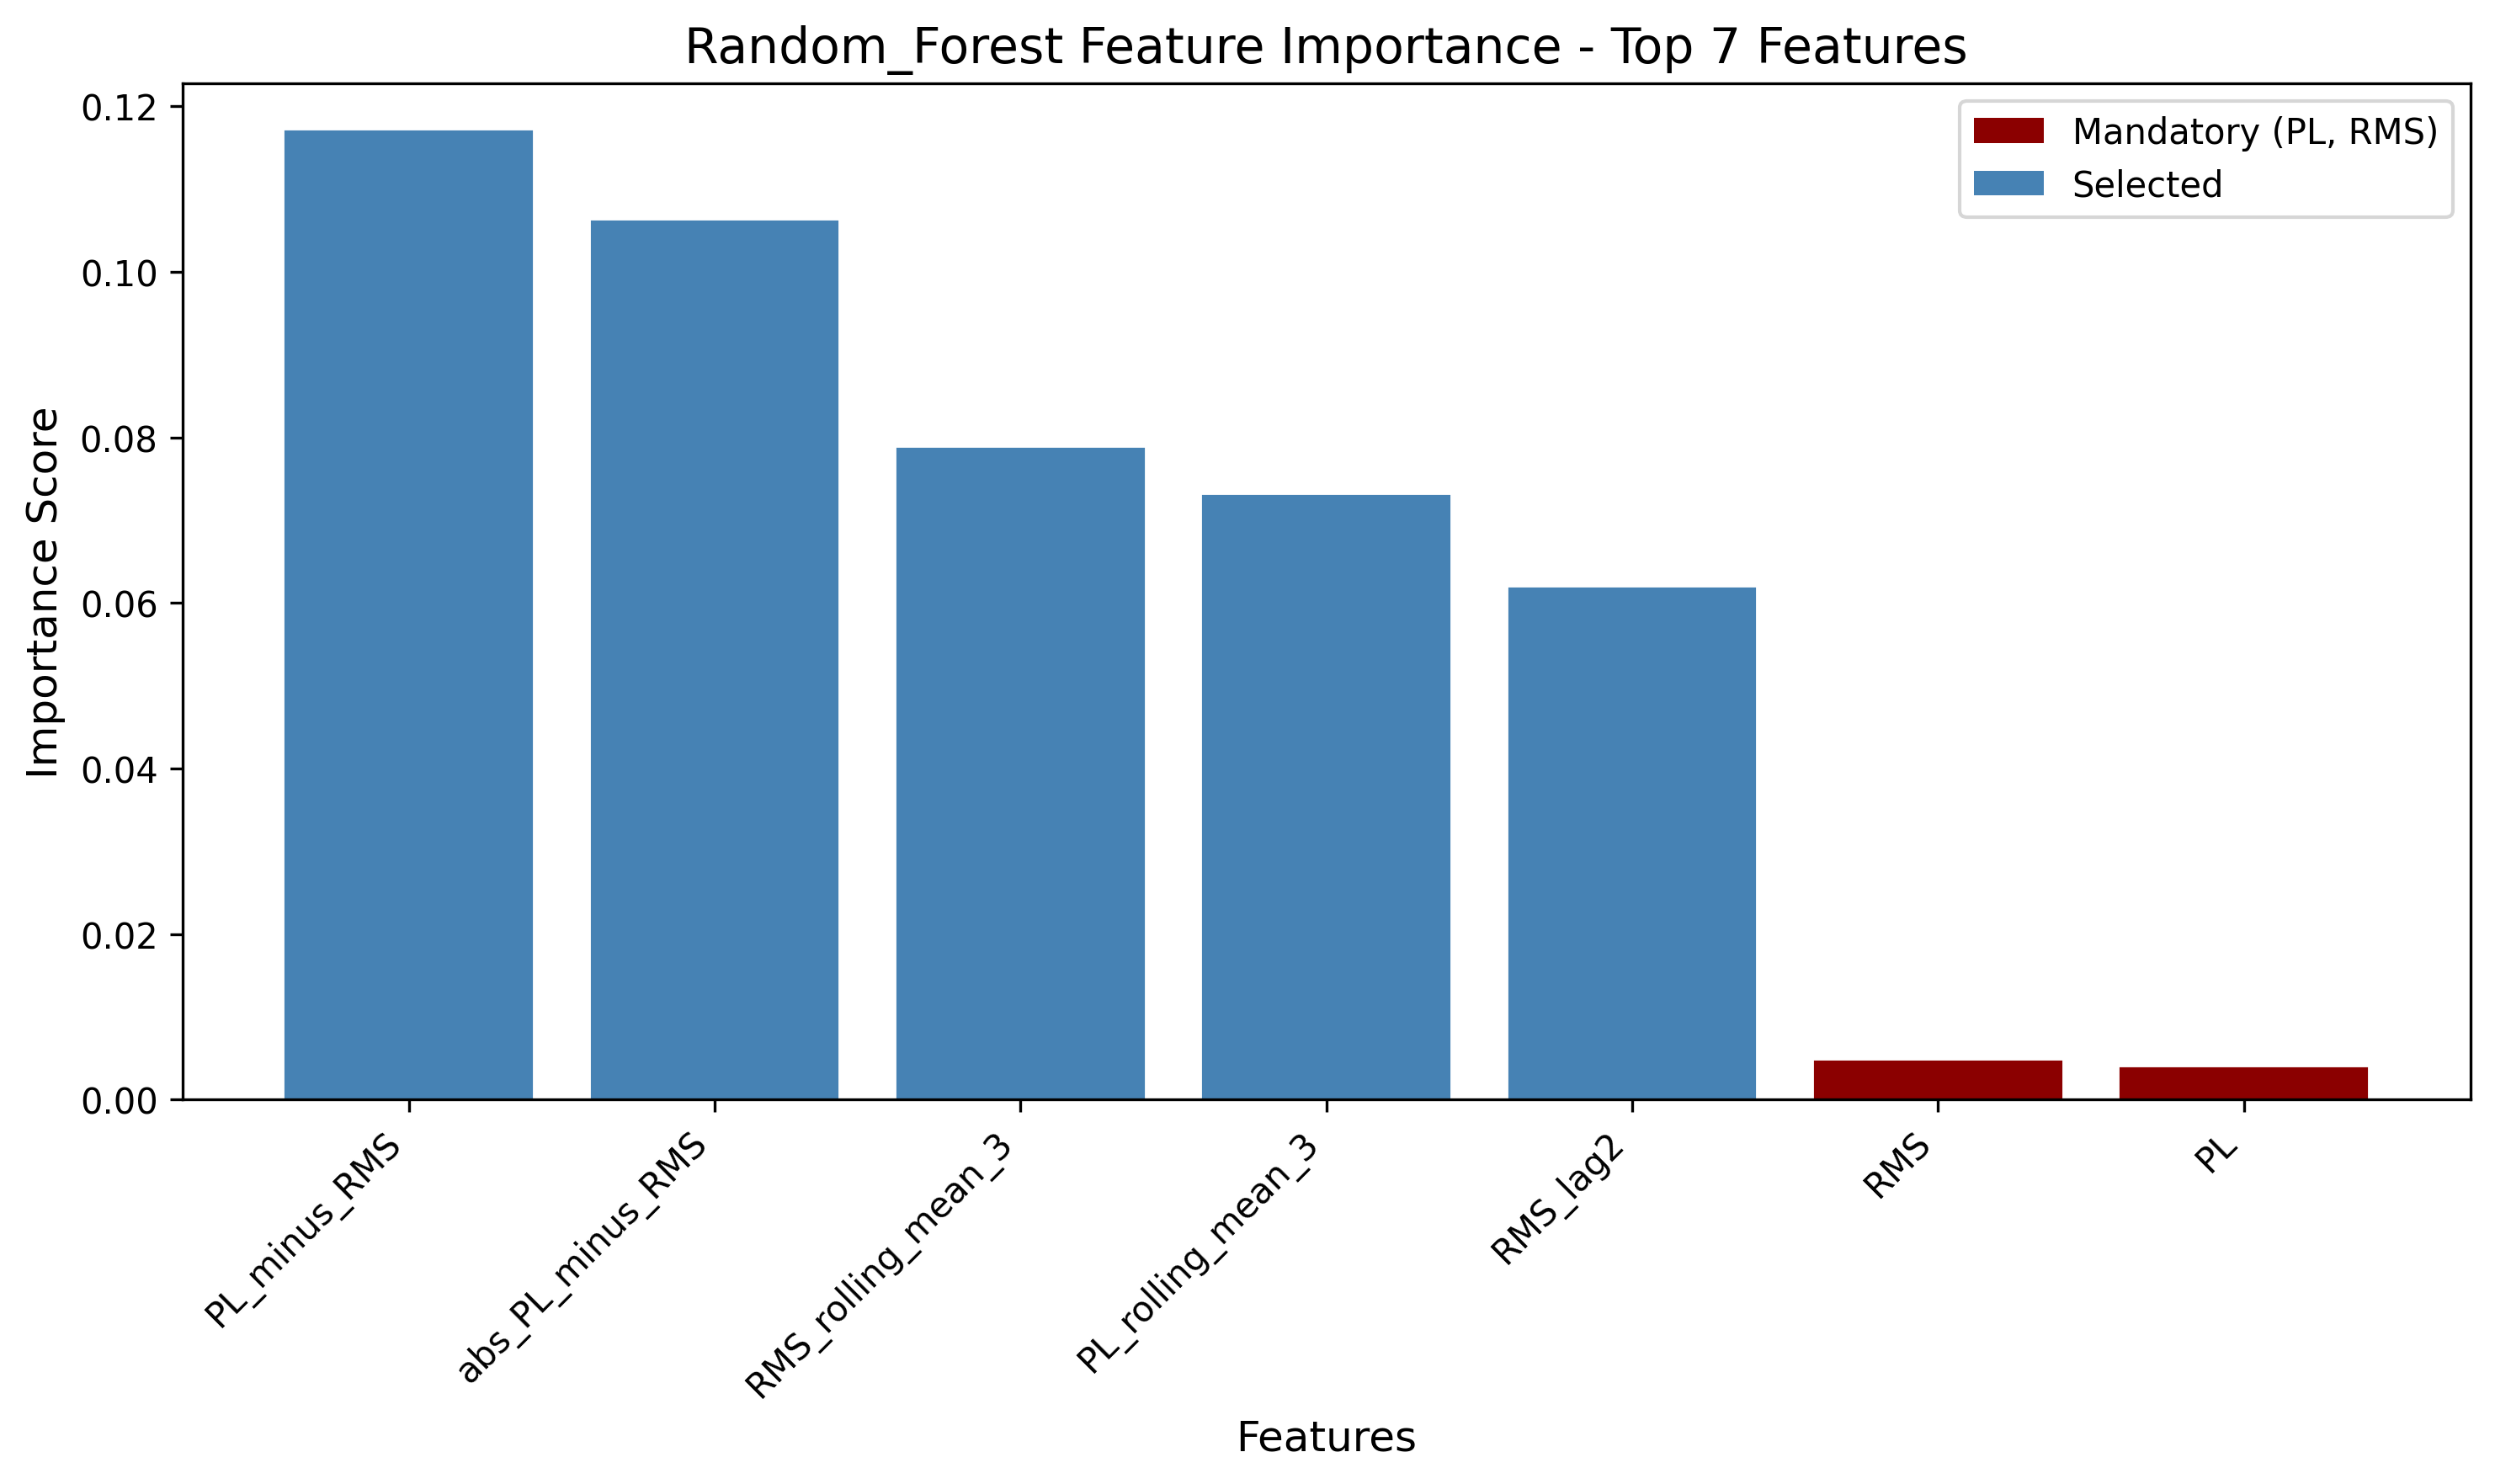 Random_Forest Feature Importance - Top 7 Features
Mandatory (PL, RMS)
Selected
Importance Score
0.12
0.10
0.08
0.06
0.04
0.02
0.00
PL_minus_RMS
abs_PL_minus_RMS
RMS_rolling_mean_3
PL_rolling_mean_3
RMS_lag2
RMS
PL
Features